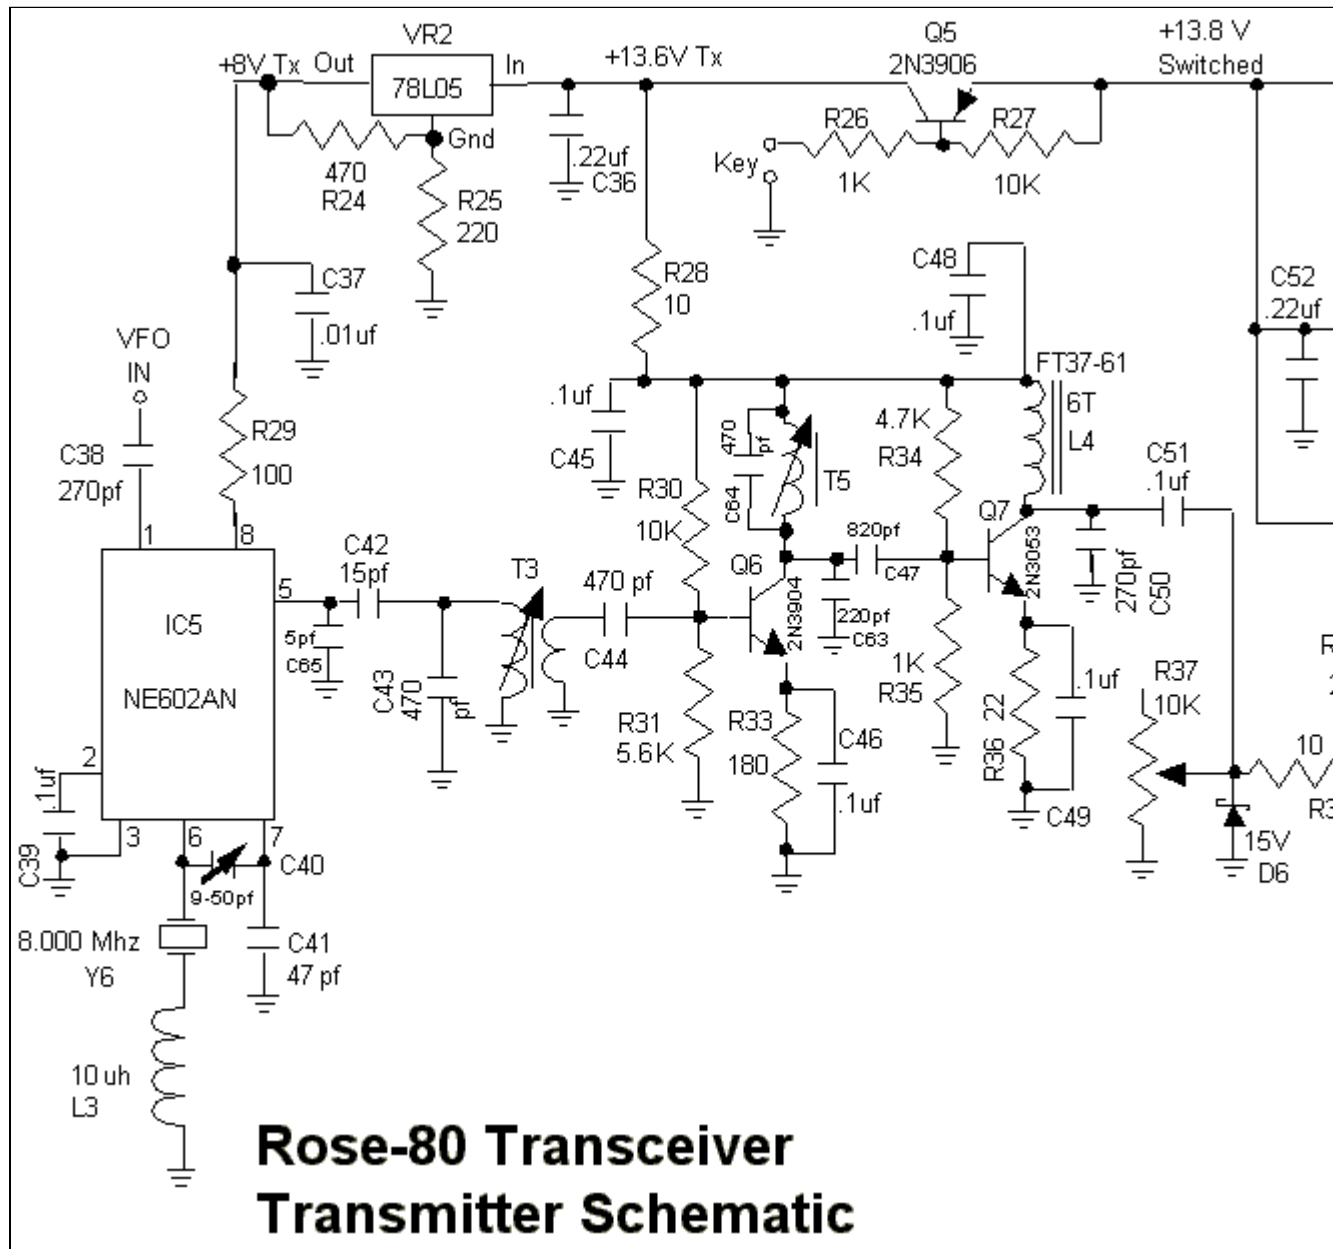 VR2
Q5
+13.8 V
+8V Tx Out
In
+13.6V Tx
2N3906
Switched
78L05
R26
R27
Gnd
Key
.22uf
C36
470
R24
1K
10K
R25
220
C37
.01uf
R28
10
C48
.1uf
C52
.22uf
VFO
IN
FT37-61
6T
L4
.1uf
C45
4.7K
R34
470
pf
C64
T5
R29
100
C38
270pf
C51
.1uf
R30
10K
1
8
Q7
2N3053
C42
15pf
T3
470 pf
C44
Q6
2N3904
820pf
C47
270pf
C50
5
IC5
NE602AN
5pf
C65
220pf
C63
C43
470
pf
1K
R35
R37
10K
R31
5.6K
R33
180
C46
.1uf
22
R36
.1uf
C49
10
2
.1uf
C39
3
6
7
C40
9-50pf
15V
D6
8.000 Mhz
Y6
C41
47 pf
10 uh
L3
Rose-80 Transceiver
Transmitter Schematic